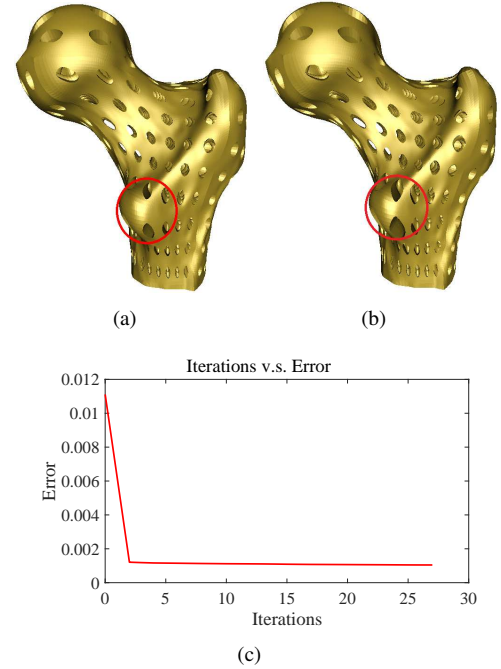 (a)
(b)
Iterations v.s. Error
0.012
0.01
0.008
0.006
0.004
0.002
0
Error
0 5 10 15 20 25 30
Iterations
(c)